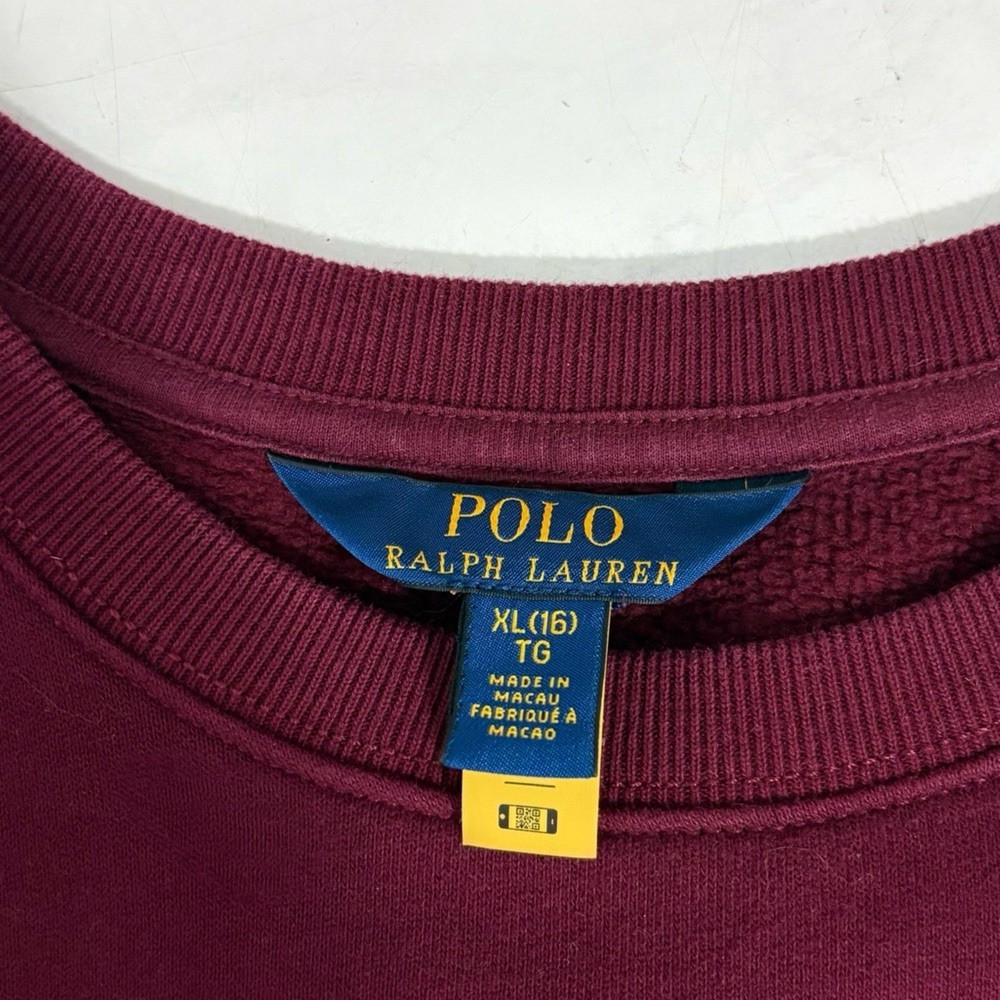 POLO
RALPH LAUREN
XL(16)
TG
MADE IN
MACAU
FABRIQUÉ À
MACAO